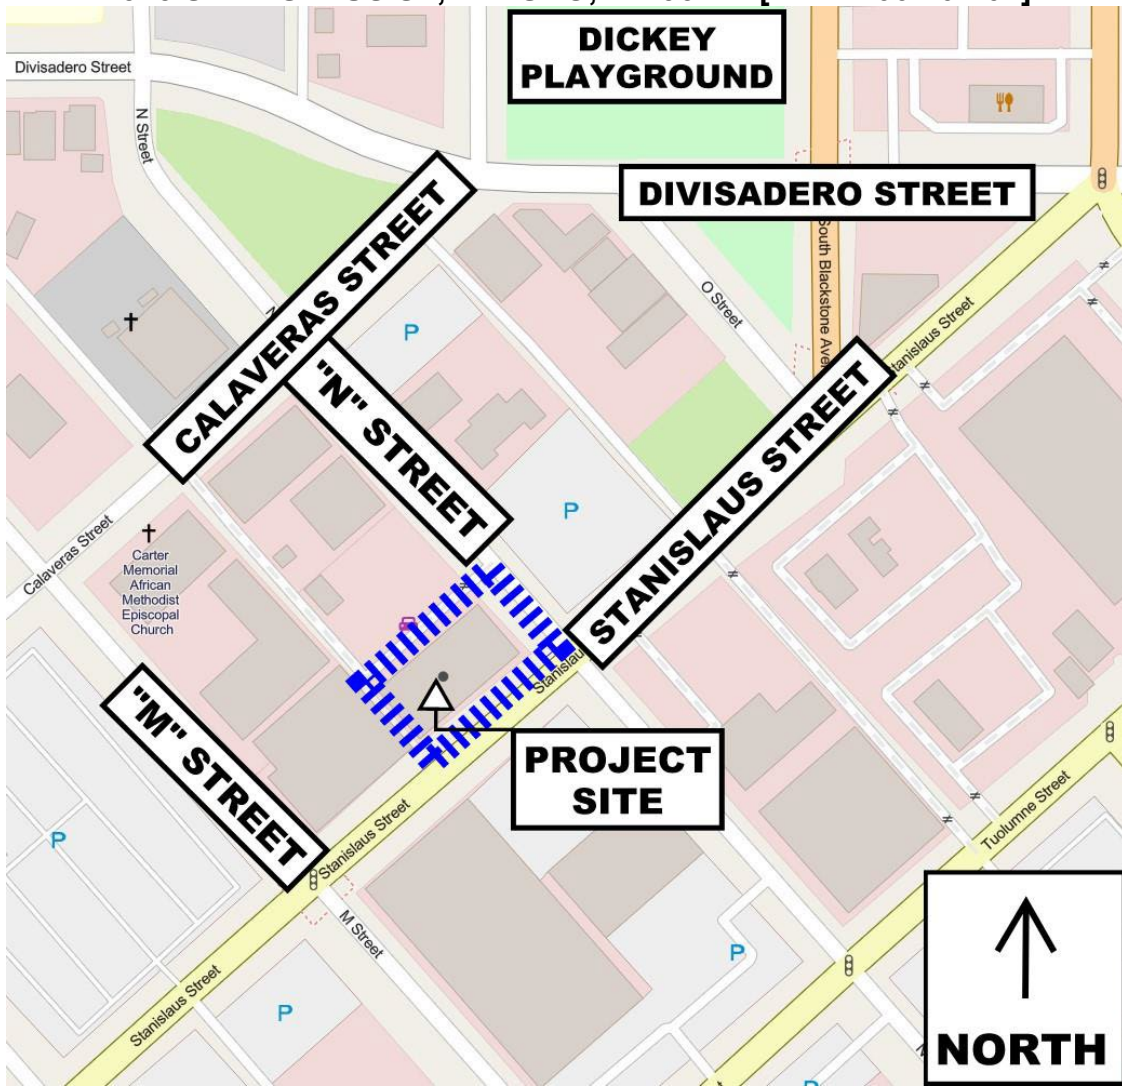 DICKEY
PLAYGROUND
Divisadero Street
N Street
DIVISADERO STREET
CALAVERAS STREET
South Blackstone Ave
O Street
Stanislaus Street
"N" STREET
STANISLAUS STREET
P
P
Calaveras Street
Carter
Memorial
African
Methodist
Episcopal
Church
"M" STREET
PROJECT
SITE
Stanislaus Street
Tuolumne Street
P
M Street
P
P
Stanislaus Street
P
NORTH